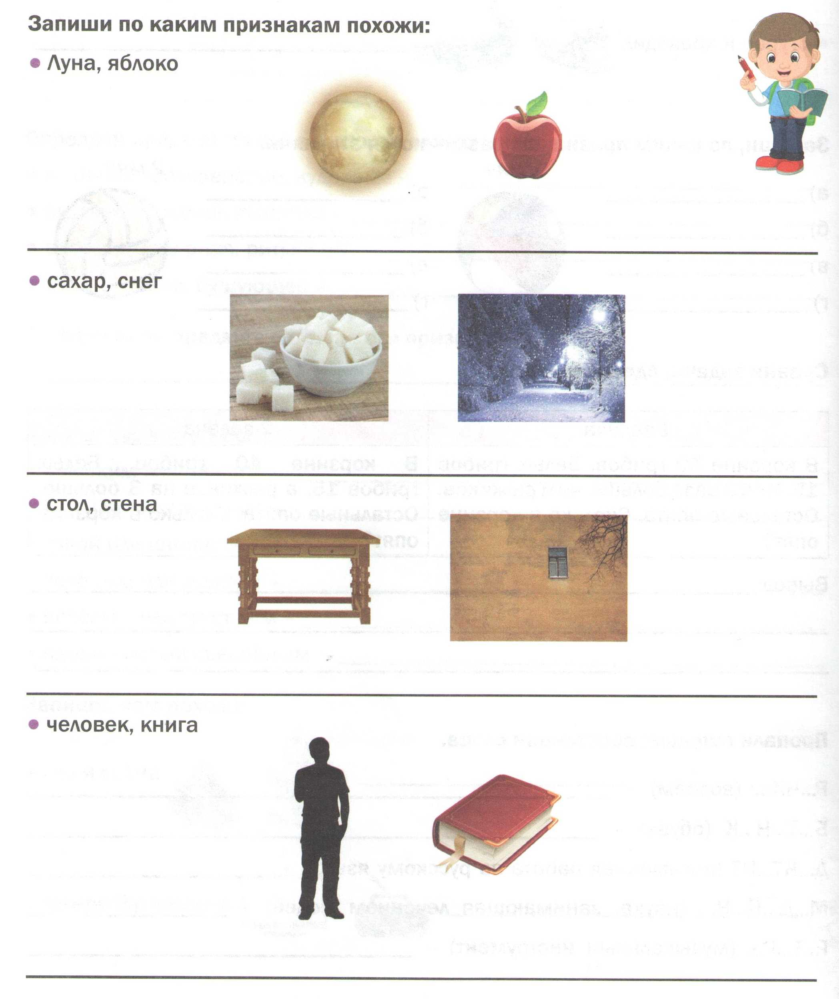 Запиши по каким признакам похожи:
• Луна, яблоко
• сахар, снег
• стол, стена
• человек, книга